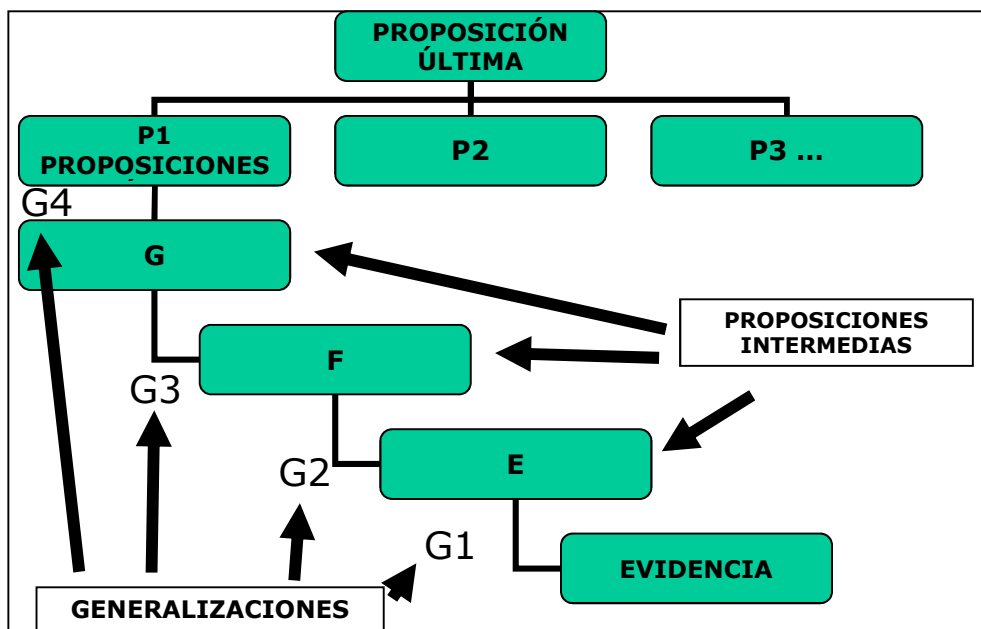 PROPOSICIÓN
ÚLTIMA
P1
PROPOSICIONES
P2
P3 ...
G4
G
PROPOSICIONES
INTERMEDIAS
F
G3
E
G2
G1
EVIDENCIA
GENERALIZACIONES